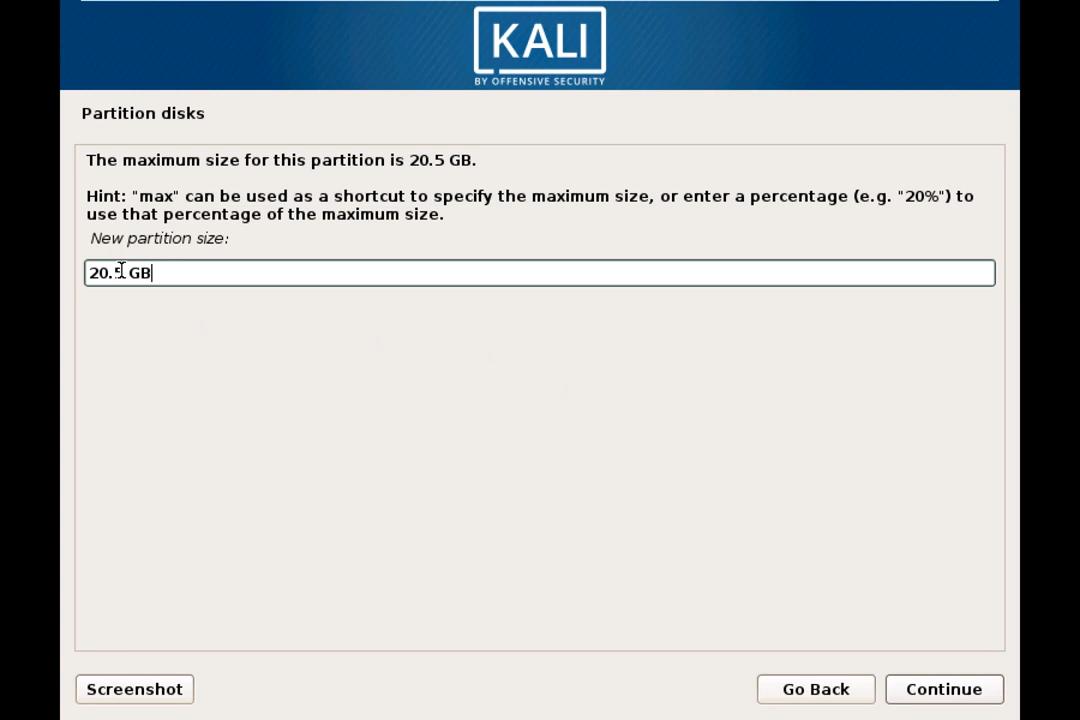 KALI
BY OFFENSIVE SECURITY
Partition disks
The maximum size for this partition is 20.5 GB.
Hint: "max" can be used as a shortcut to specify the maximum size, or enter a percentage (e.g. "20%") to
use that percentage of the maximum size.
New partition size:
20.5 GB
Screenshot
Go Back
Continue